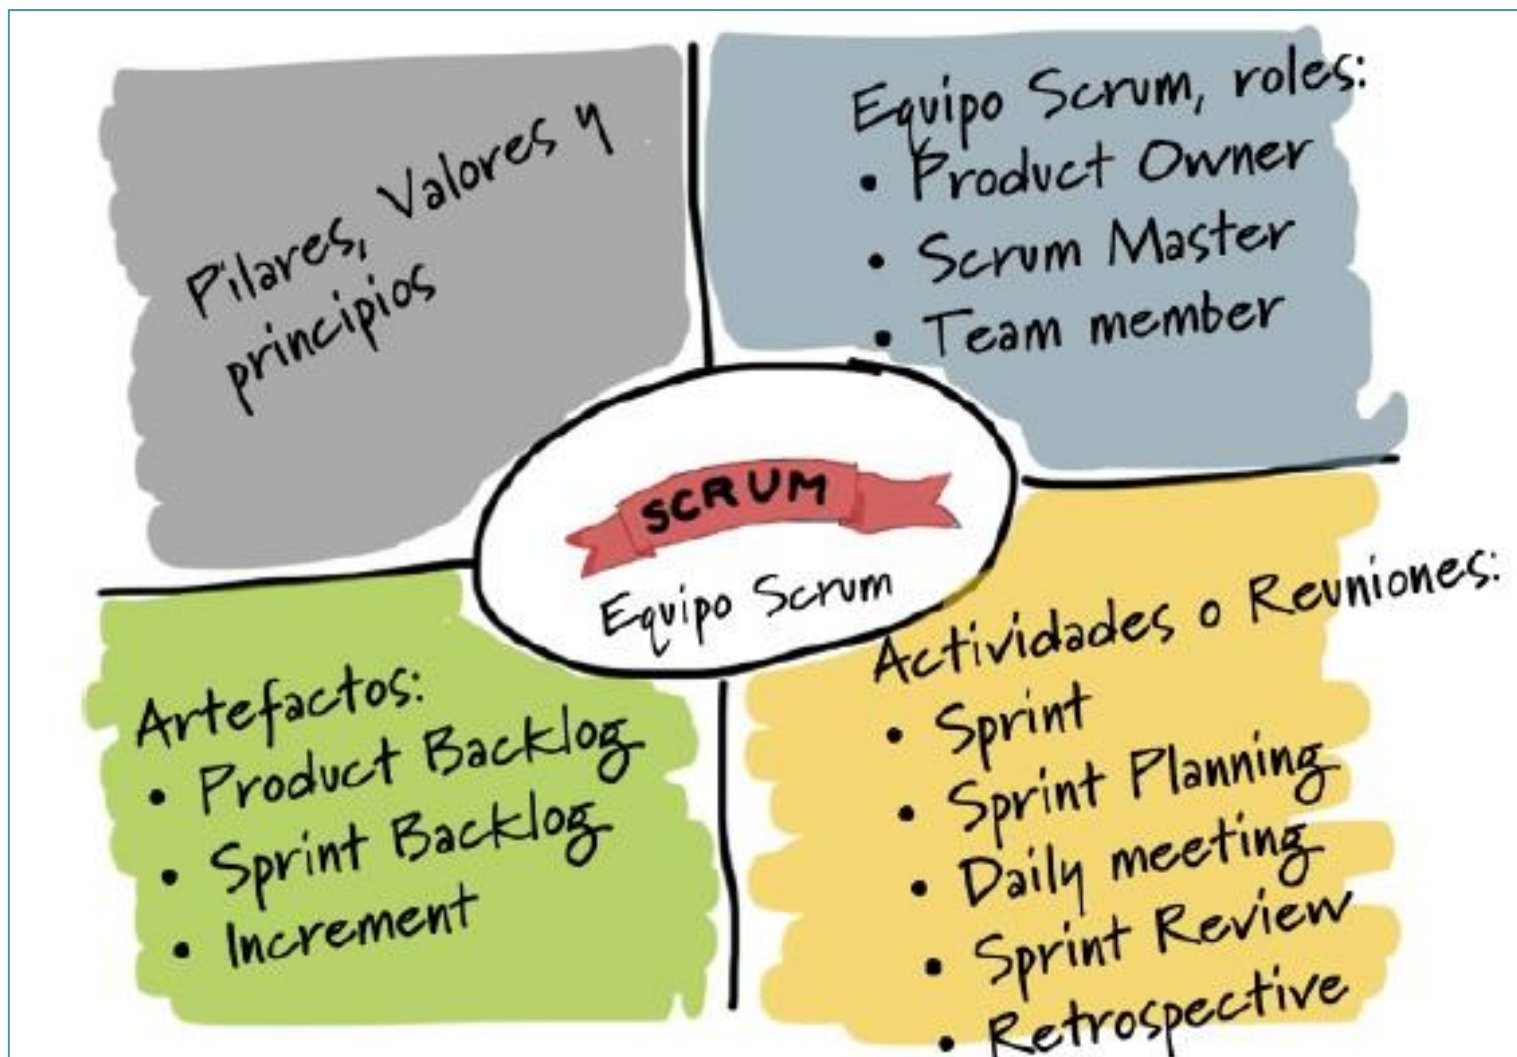 Pilares, Valores y
principios
Equipo Scrum, roles:
• Product Owner
• Scrum Master
• Team member
SCRUM
Equipo Scrum
Artefactos:
• Product Backlog
• Sprint Backlog
• Increment
Actividades o Reuniones:
• Sprint
• Sprint Planning
• Daily meeting
• Sprint Review
• Retrospective